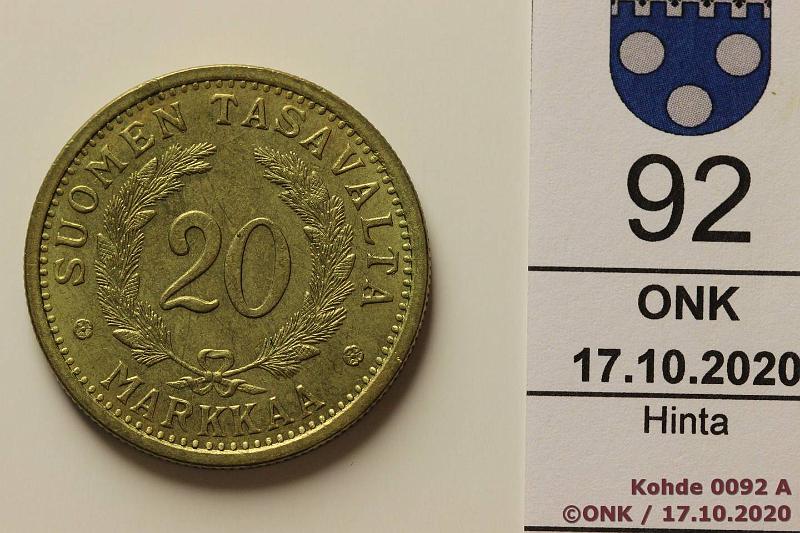 SUOMEN TASAVALTA
20
MARKKAA
92
ONK
17.10.2020
Hinta
Kohde 0092 A
©ONK / 17.10.2020